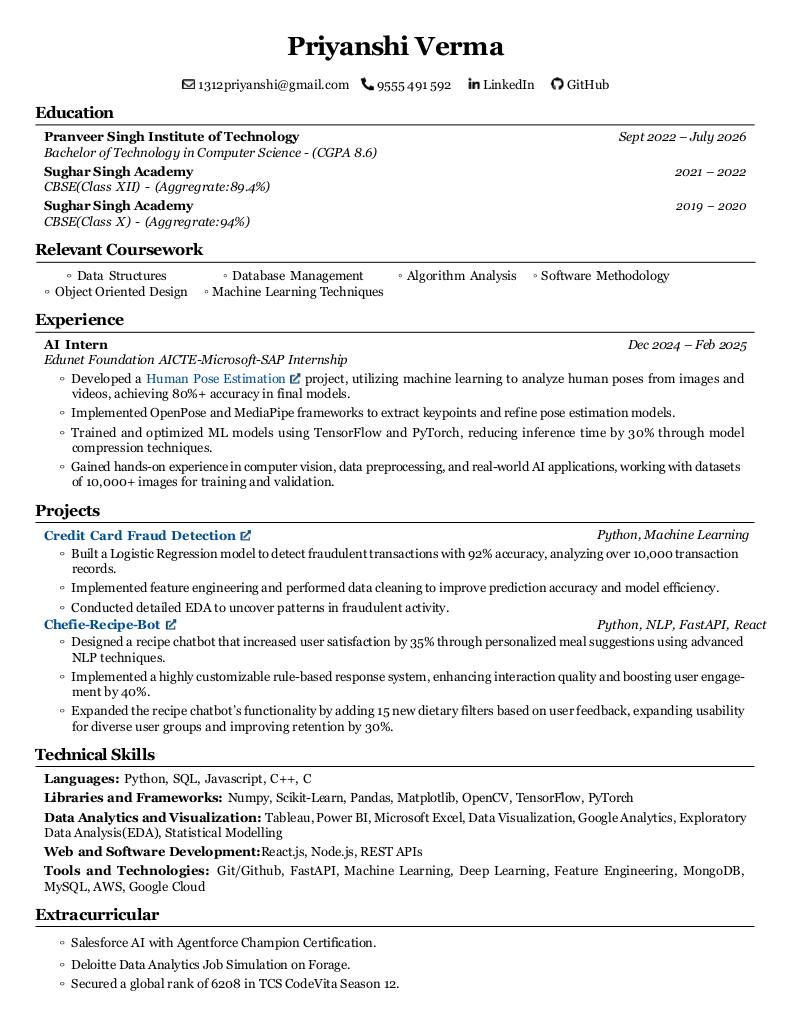 Priyanshi Verma
1312priyanshi@gmail.com 9555 491 592 LinkedIn GitHub
Education
Pranveer Singh Institute of Technology Sept 2022 – July 2026
Bachelor of Technology in Computer Science - (CGPA 8.6)
Sughar Singh Academy 2021 – 2022
CBSE(Class XII) - (Aggregrate:89.4%)
Sughar Singh Academy 2019 – 2020
CBSE(Class X) - (Aggregrate:94%)
Relevant Coursework
◦ Data Structures ◦ Database Management ◦ Algorithm Analysis ◦ Software Methodology
◦ Object Oriented Design ◦ Machine Learning Techniques
Experience
AI Intern Dec 2024 – Feb 2025
Edunet Foundation AICTE-Microsoft-SAP Internship
◦ Developed a Human Pose Estimation project, utilizing machine learning to analyze human poses from images and
videos, achieving 80%+ accuracy in final models.
◦ Implemented OpenPose and MediaPipe frameworks to extract keypoints and refine pose estimation models.
◦ Trained and optimized ML models using TensorFlow and PyTorch, reducing inference time by 30% through model
compression techniques.
◦ Gained hands-on experience in computer vision, data preprocessing, and real-world AI applications, working with datasets
of 10,000+ images for training and validation.
Projects
Credit Card Fraud Detection Python, Machine Learning
◦ Built a Logistic Regression model to detect fraudulent transactions with 92% accuracy, analyzing over 10,000 transaction
records.
◦ Implemented feature engineering and performed data cleaning to improve prediction accuracy and model efficiency.
◦ Conducted detailed EDA to uncover patterns in fraudulent activity.
Chefie-Recipe-Bot Python, NLP, FastAPI, React
◦ Designed a recipe chatbot that increased user satisfaction by 35% through personalized meal suggestions using advanced
NLP techniques.
◦ Implemented a highly customizable rule-based response system, enhancing interaction quality and boosting user engage-
ment by 40%.
◦ Expanded the recipe chatbot's functionality by adding 15 new dietary filters based on user feedback, expanding usability
for diverse user groups and improving retention by 30%.
Technical Skills
Languages: Python, SQL, Javascript, C++, C
Libraries and Frameworks: Numpy, Scikit-Learn, Pandas, Matplotlib, OpenCV, TensorFlow, PyTorch
Data Analytics and Visualization: Tableau, Power BI, Microsoft Excel, Data Visualization, Google Analytics, Exploratory
Data Analysis(EDA), Statistical Modelling
Web and Software Development:React.js, Node.js, REST APIs
Tools and Technologies: Git/Github, FastAPI, Machine Learning, Deep Learning, Feature Engineering, MongoDB,
MySQL, AWS, Google Cloud
Extracurricular
◦ Salesforce AI with Agentforce Champion Certification.
◦ Deloitte Data Analytics Job Simulation on Forage.
◦ Secured a global rank of 6208 in TCS CodeVita Season 12.